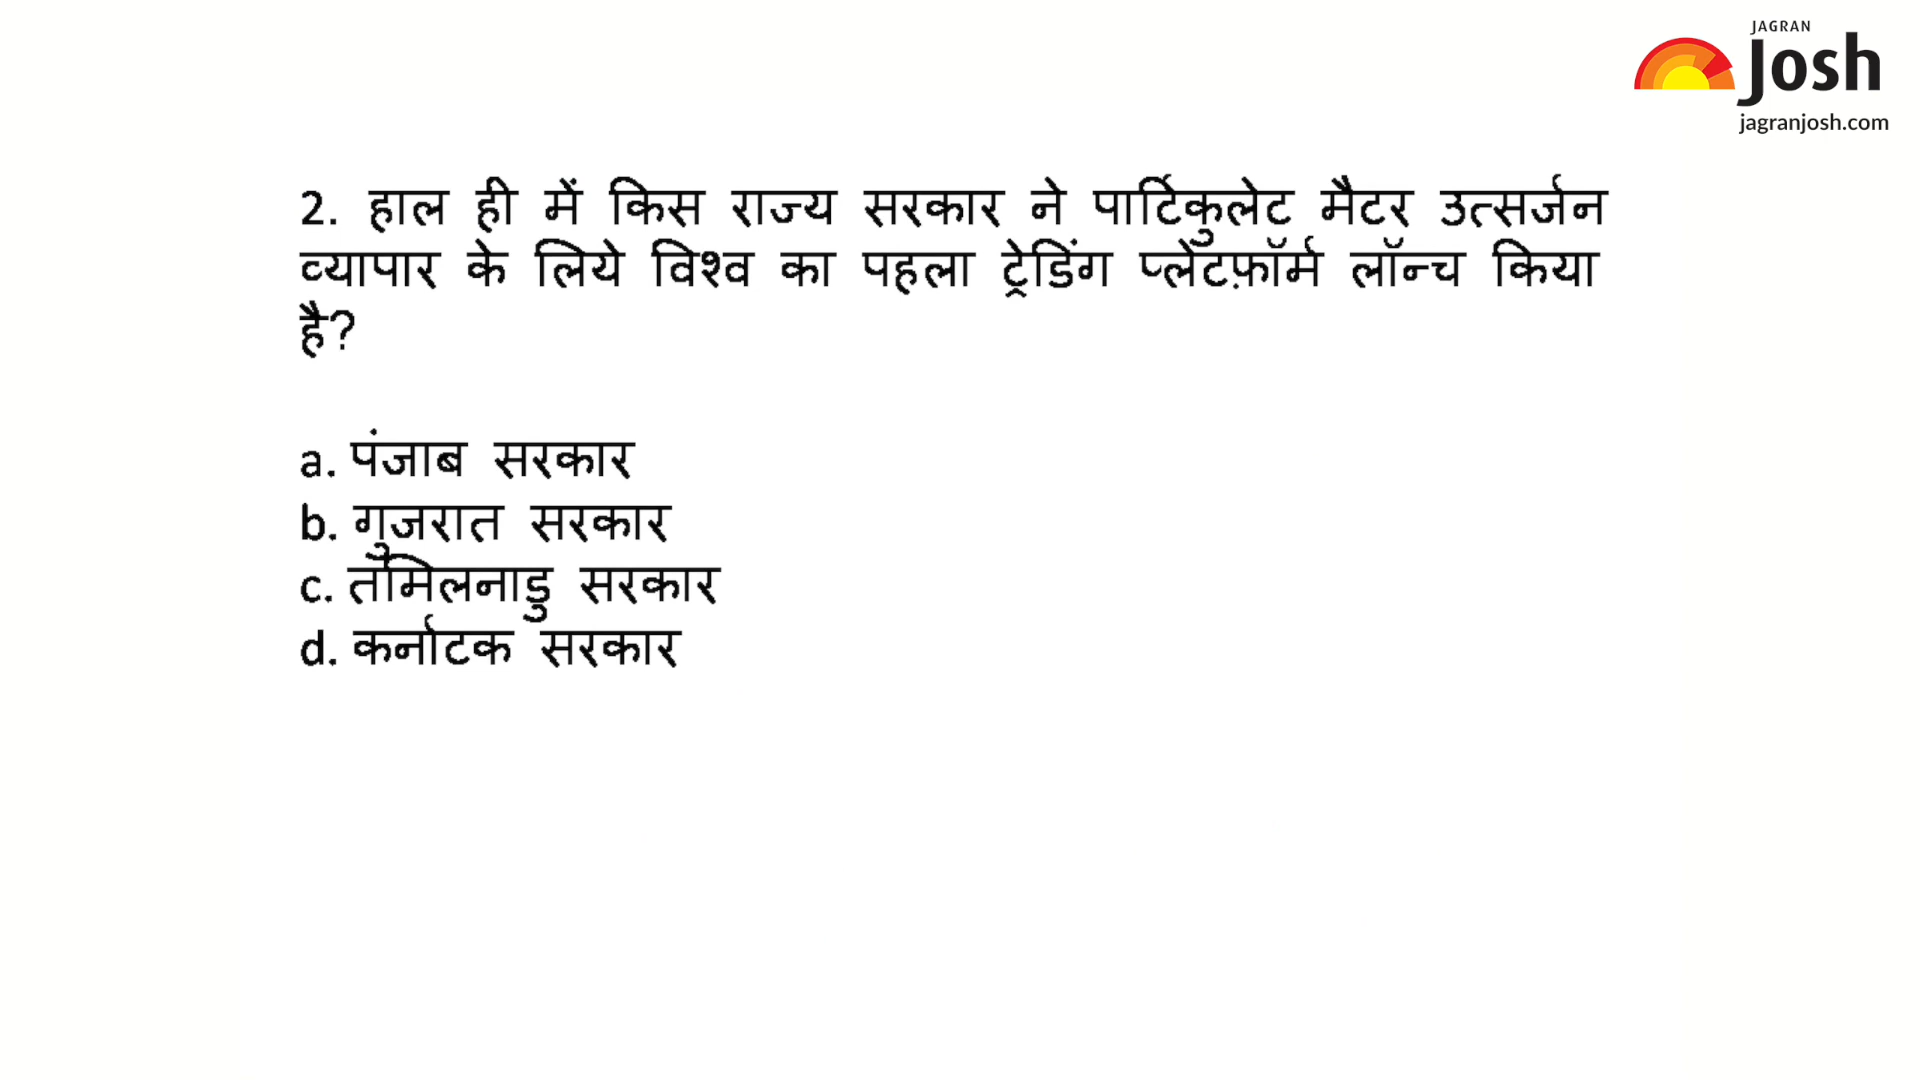 JAGRAN
Josh
jagranjosh.com
2. हाल ही में किस राज्य सरकार ने पार्टिकुलेट मैटर उत्सर्जन
व्यापार के लिये विश्व का पहला ट्रेडिंग प्लेटफ़ॉर्म लॉन्च किया
है?
a. पंजाब सरकार
b. गुजरात सरकार
c. तमिलनाडु सरकार
d. कर्नाटक सरकार